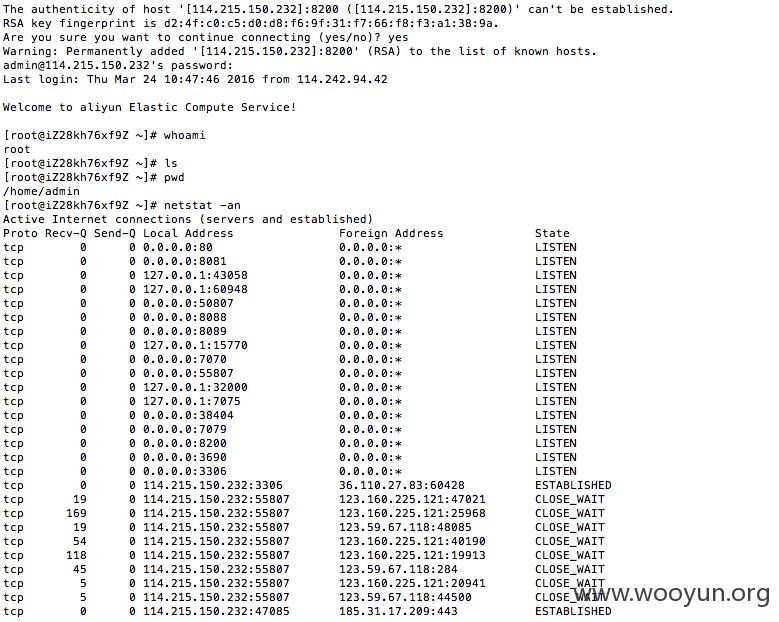 The authenticity of host '[114.215.150.232]:8200 ([114.215.150.232]:8200)' can't be established.
RSA key fingerprint is d2:4f:c0:c5:d0:d8:f6:9f:31:f7:66:f8:f3:a1:38:9a.
Are you sure you want to continue connecting (yes/no)? yes
Warning: Permanently added '[114.215.150.232]:8200' (RSA) to the list of known hosts.
admin@114.215.150.232's password:
Last login: Thu Mar 24 10:47:46 2016 from 114.242.94.42
Welcome to aliyun Elastic Compute Service!
[root@iZ28kh76xf9Z ~]# whoami
root
[root@iZ28kh76xf9Z ~]# ls
[root@iZ28kh76xf9Z ~]# pwd
/home/admin
[root@iZ28kh76xf9Z ~]# netstat -an
Active Internet connections (servers and established)
Proto Recv-Q Send-Q Local Address Foreign Address State
tcp 0 0 0.0.0.0:80 0.0.0.0:* LISTEN
tcp 0 0 0.0.0.0:8081 0.0.0.0:* LISTEN
tcp 0 0 127.0.0.1:43058 0.0.0.0:* LISTEN
tcp 0 0 127.0.0.1:60948 0.0.0.0:* LISTEN
tcp 0 0 0.0.0.0:50807 0.0.0.0:* LISTEN
tcp 0 0 0.0.0.0:8088 0.0.0.0:* LISTEN
tcp 0 0 0.0.0.0:8089 0.0.0.0:* LISTEN
tcp 0 0 127.0.0.1:15770 0.0.0.0:* LISTEN
tcp 0 0 0.0.0.0:7070 0.0.0.0:* LISTEN
tcp 0 0 0.0.0.0:55807 0.0.0.0:* LISTEN
tcp 0 0 127.0.0.1:32000 0.0.0.0:* LISTEN
tcp 0 0 127.0.0.1:7075 0.0.0.0:* LISTEN
tcp 0 0 0.0.0.0:38404 0.0.0.0:* LISTEN
tcp 0 0 0.0.0.0:7079 0.0.0.0:* LISTEN
tcp 0 0 0.0.0.0:8200 0.0.0.0:* LISTEN
tcp 0 0 0.0.0.0:3690 0.0.0.0:* LISTEN
tcp 0 0 0.0.0.0:3306 0.0.0.0:* LISTEN
tcp 0 0 114.215.150.232:3306 36.110.27.83:60428 ESTABLISHED
tcp 19 0 114.215.150.232:55807 123.160.225.121:47021 CLOSE_WAIT
tcp 169 0 114.215.150.232:55807 123.160.225.121:25968 CLOSE_WAIT
tcp 19 0 114.215.150.232:55807 123.59.67.118:48085 CLOSE_WAIT
tcp 54 0 114.215.150.232:55807 123.160.225.121:40190 CLOSE_WAIT
tcp 118 0 114.215.150.232:55807 123.160.225.121:19913 CLOSE_WAIT
tcp 45 0 114.215.150.232:55807 123.59.67.118:284 CLOSE_WAIT
tcp 5 0 114.215.150.232:55807 123.160.225.121:20941 CLOSE_WAIT
tcp 5 0 114.215.150.232:55807 123.59.67.118:44500 CLOSE_WAIT
tcp 0 0 114.215.150.232:47085 185.31.17.209:443 ESTABLISHED
www.wooyun.org